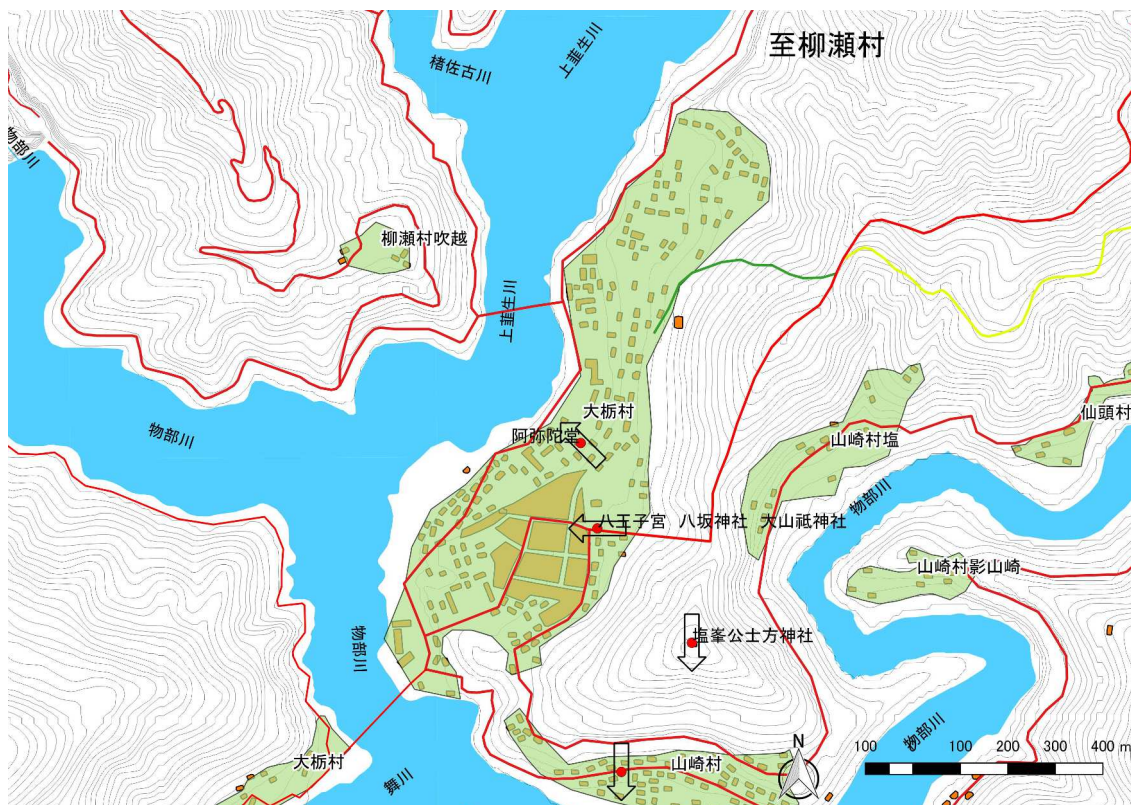 至柳瀬村
楮佐古川
上韮生川
物部川
柳瀬村吹越
上韮生川
大栃村
阿弥陀堂
物部川
山崎村塩
仙頭村
物部川
八王子宮 八坂神社 大山祗神社
山崎村影山崎
物部川
塩峯公士方神社
物部川
大栃村
山崎村
舞川
N
100 0 100 200 300 400 m